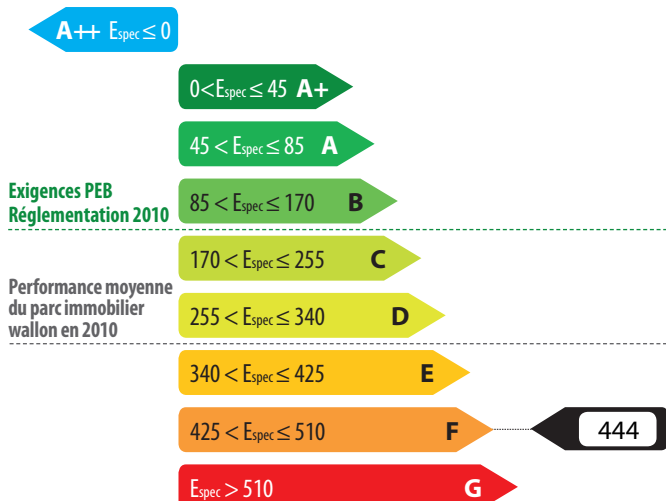 A++ Espec ≤ 0
0 < Espec ≤ 45 A+
45 < Espec ≤ 85 A
Exigences PEB
Réglementation 2010
85 < Espec ≤ 170 B
170 < Espec ≤ 255 C
Performance moyenne
du parc immobilier
wallon en 2010
255 < Espec ≤ 340 D
340 < Espec ≤ 425 E
425 < Espec ≤ 510 F 444
Espec > 510 G